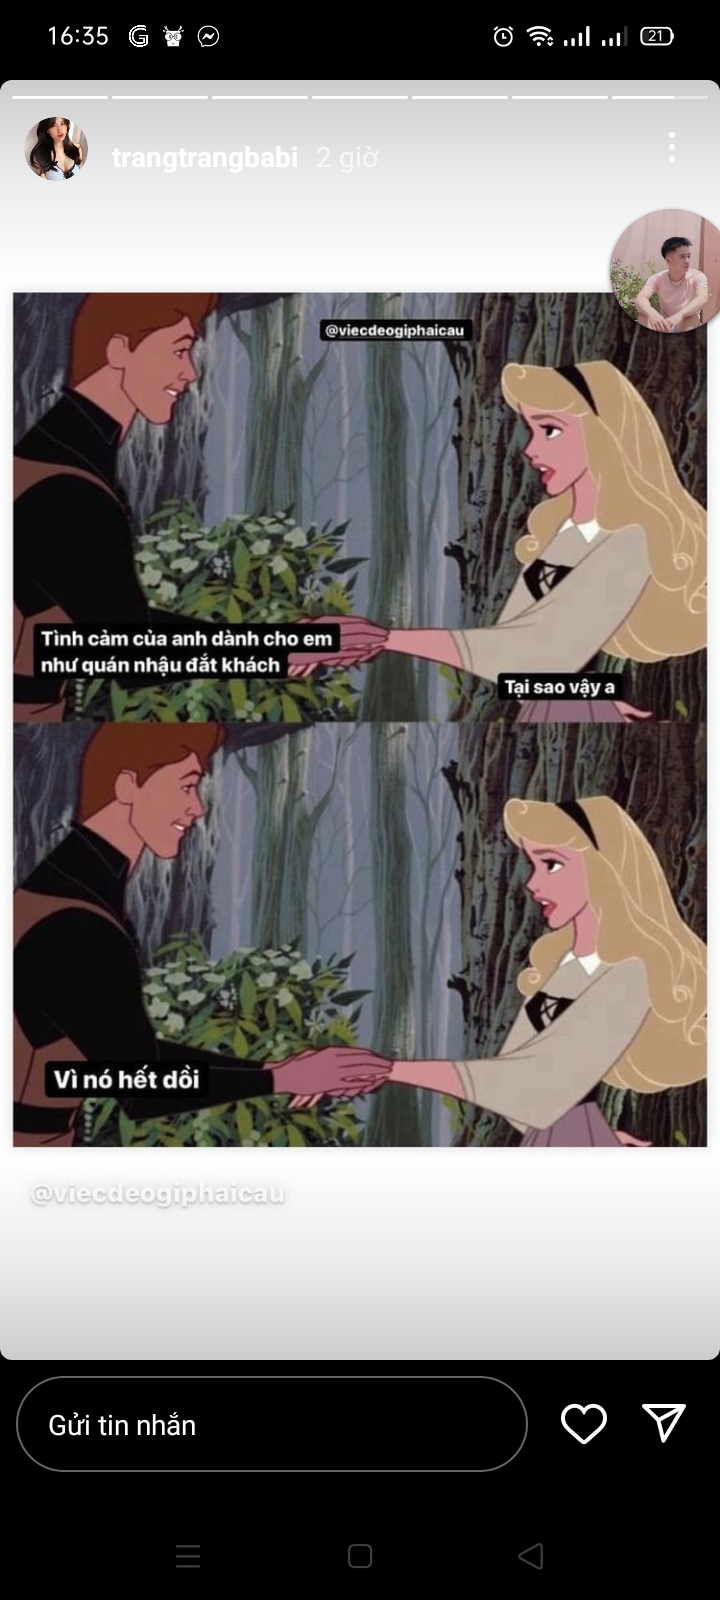 16:35
21
trangtrangbabi 2 giờ
@viecdeogiphaicau
Tình cảm của anh dành cho em
như quán nhậu đắt khách
Tại sao vậy a
Vì nó hết dồi
@viecdeogiphaicau
Gửi tin nhắn